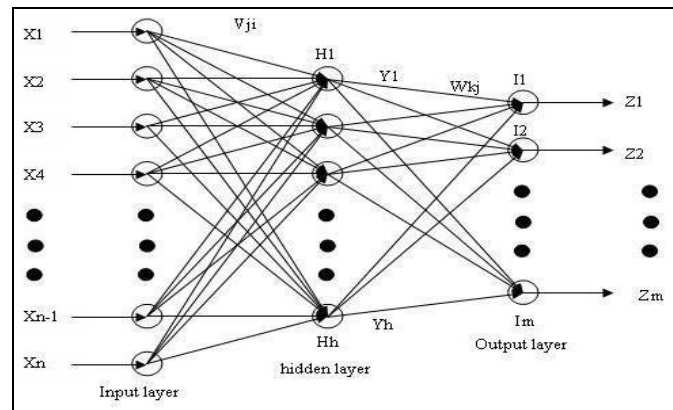 Vji
X1
H1
Y1
Wkj
I1
Z1
X2
I2
Z2
X3
X4
Xn-1
Xn
Hh
Yh
Im
Zm
Input layer
hidden layer
Output layer